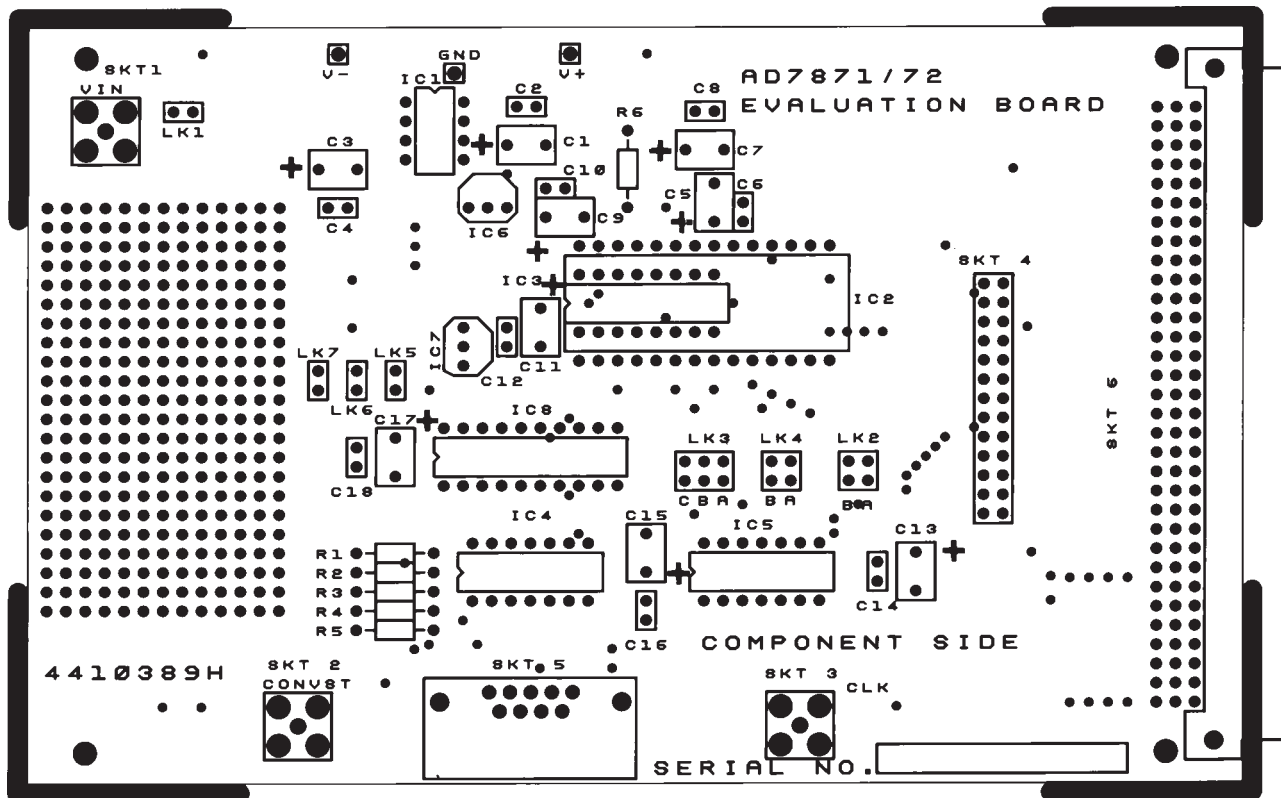 SKT1
VIN
LK1
V-
GND
V+
IC1
C2
C1
C3
C4
C10
C9
IC6
R6
C8
C7
C5
C6
AD7871/72
EVALUATION BOARD
IC3
IC2
SKT 4
SKT 6
IC7
C12
C11
LK7
LK5
LK6
C17
C18
IC8
LK3
C B A
LK4
B A
LK2
B A
IC4
C15
C16
IC5
C13
C14
R1
R2
R3
R4
R5
COMPONENT SIDE
4410389H
SKT 2
CONVST
SKT 5
SKT 3
CLK
SERIAL NO.